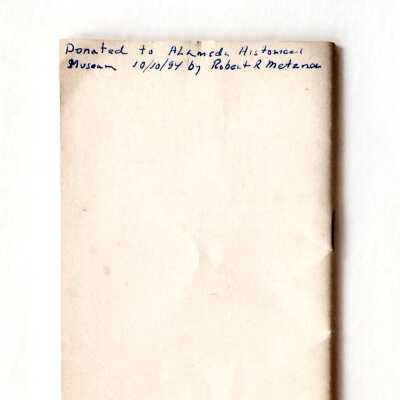 Donated to Alameda Historical
Museum 10/10/94 by Robert R Metzner